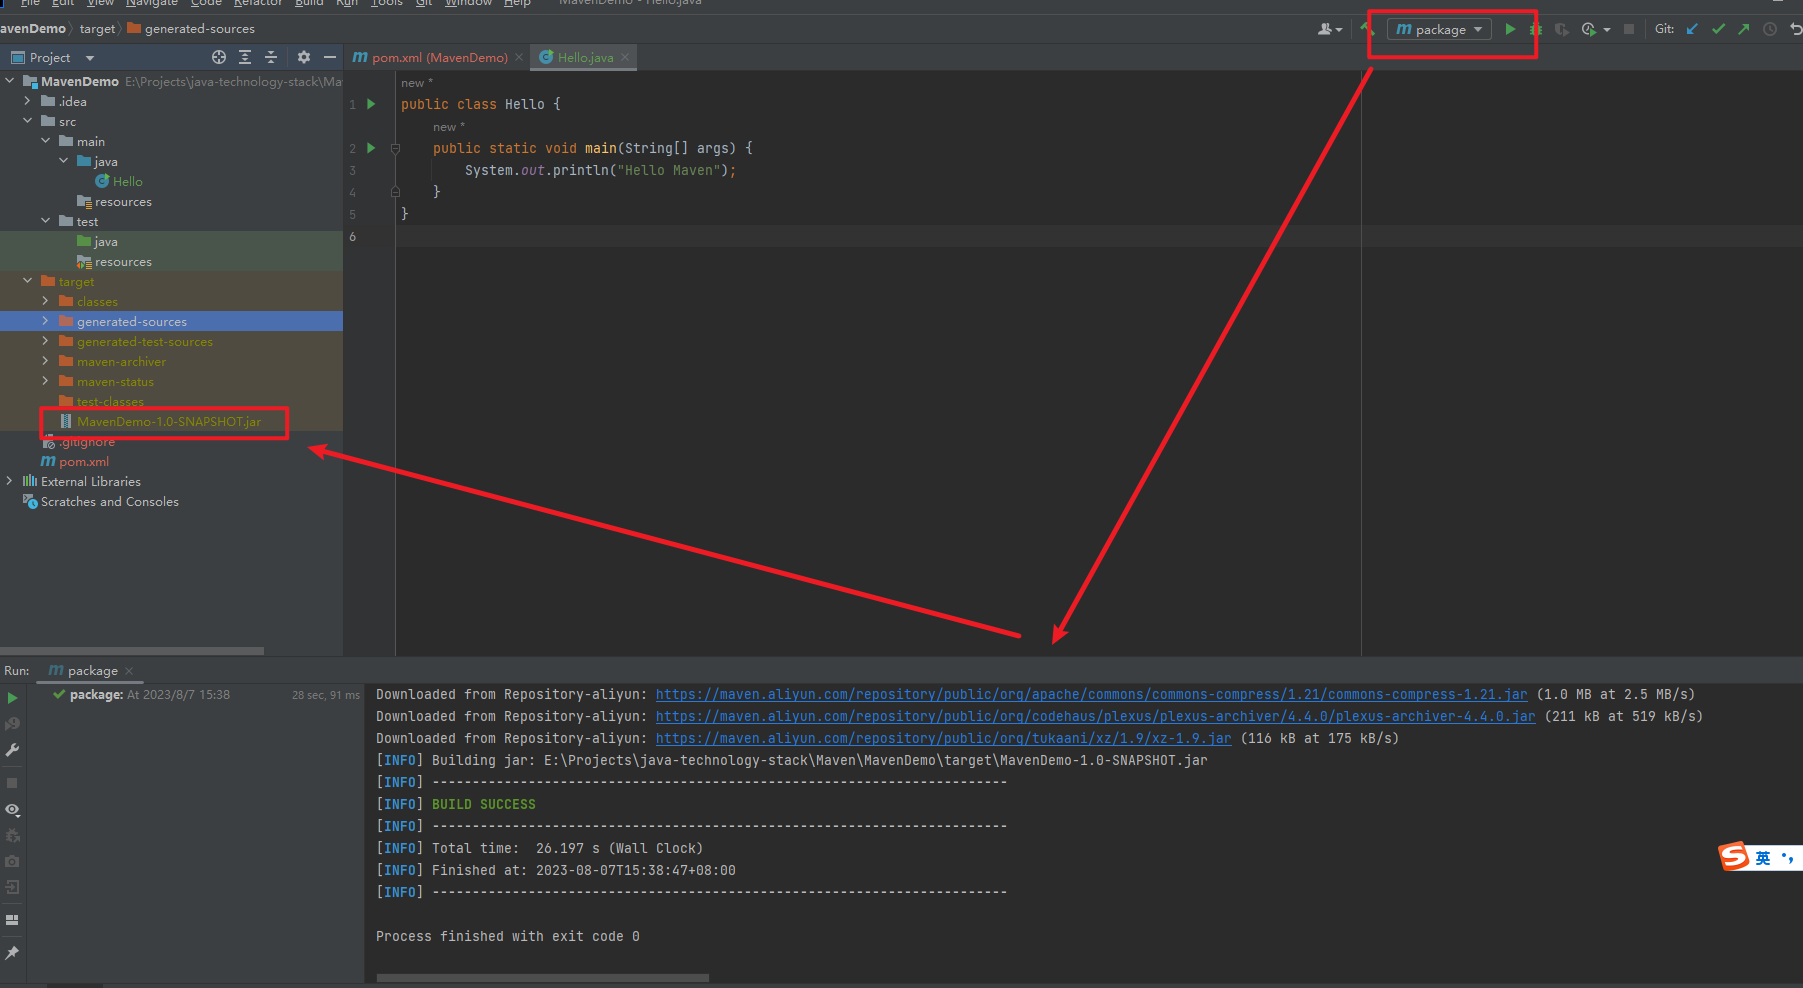 File Edit View Navigate Code Refactor Build Run Tools Git Window Help MavenDemo - Hello.java
avenDemo target generated-sources
package
Git:
Project
pom.xml (MavenDemo)
Hello.java
MavenDemo E:\Projects\java-technology-stack\Ma
.idea
src
main
java
Hello
resources
test
java
resources
target
classes
generated-sources
generated-test-sources
maven-archiver
maven-status
test-classes
MavenDemo-1.0-SNAPSHOT.jar
.gitignore
pom.xml
External Libraries
Scratches and Consoles
new *
1 public class Hello {
new *
2 public static void main(String[] args) {
3 System.out.println("Hello Maven");
4 }
5 }
6
Run: package
package: At 2023/8/7 15:38 28 sec, 91 ms
Downloaded from Repository-aliyun: https://maven.aliyun.com/repository/public/org/apache/commons/commons-compress/1.21/commons-compress-1.21.jar (1.0 MB at 2.5 MB/s)
Downloaded from Repository-aliyun: https://maven.aliyun.com/repository/public/org/codehaus/plexus/plexus-archiver/4.4.0/plexus-archiver-4.4.0.jar (211 kB at 519 kB/s)
Downloaded from Repository-aliyun: https://maven.aliyun.com/repository/public/org/tukaani/xz/1.9/xz-1.9.jar (116 kB at 175 kB/s)
[INFO] Building jar: E:\Projects\java-technology-stack\Maven\MavenDemo\target\MavenDemo-1.0-SNAPSHOT.jar
[INFO] ------------------------------------------------------------------------
[INFO] BUILD SUCCESS
[INFO] ------------------------------------------------------------------------
[INFO] Total time:  26.197 s (Wall Clock)
[INFO] Finished at: 2023-08-07T15:38:47+08:00
[INFO] ------------------------------------------------------------------------
Process finished with exit code 0
S 英